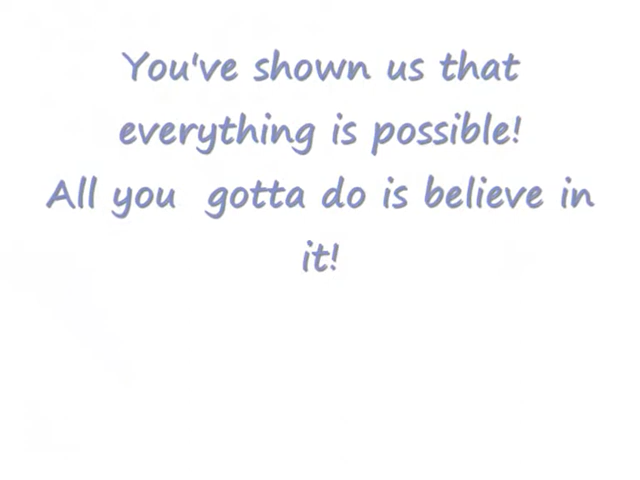 You've shown us that
everything is possible!
All you  gotta do is believe in
it!